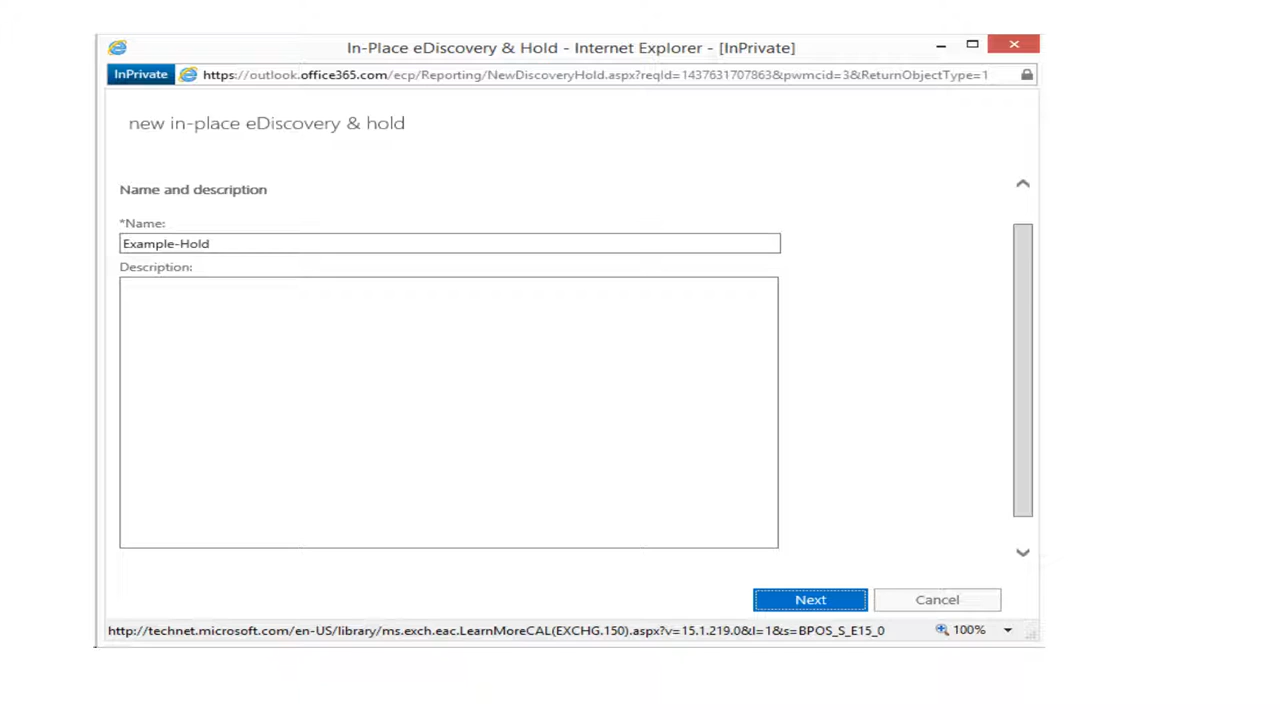 In-Place eDiscovery & Hold - Internet Explorer - [InPrivate]
InPrivate https://outlook.office365.com/ecp/Reporting/NewDiscoveryHold.aspx?reqId=1437631707863&pwmcid=3&ReturnObjectType=1
new in-place eDiscovery & hold
Name and description
*Name:
Example-Hold
Description:
Next Cancel
http://technet.microsoft.com/en-US/library/ms.exch.eac.LearnMoreCAL(EXCHG.150).aspx?v=15.1.219.0&l=1&s=BPOS_S_E15_0 100%